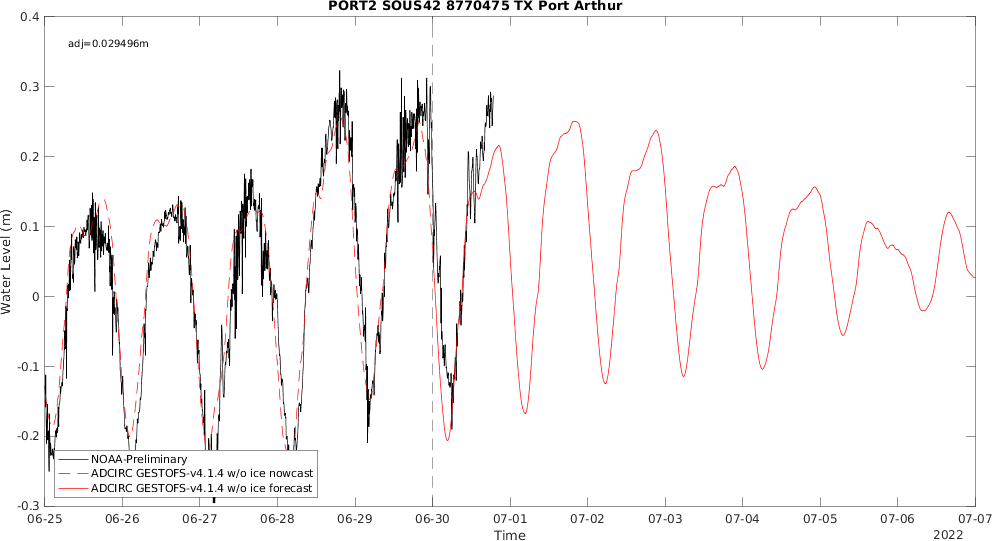 PORT2 SOUS42 8770475 TX Port Arthur
adj=0.029496m
0.4
0.3
0.2
0.1
0
-0.1
-0.2
-0.3
Water Level (m)
NOAA-Preliminary
ADCIRC GESTOFS-v4.1.4 w/o ice nowcast
ADCIRC GESTOFS-v4.1.4 w/o ice forecast
06-25 06-26 06-27 06-28 06-29 06-30 07-01 07-02 07-03 07-04 07-05 07-06 07-07
Time
2022